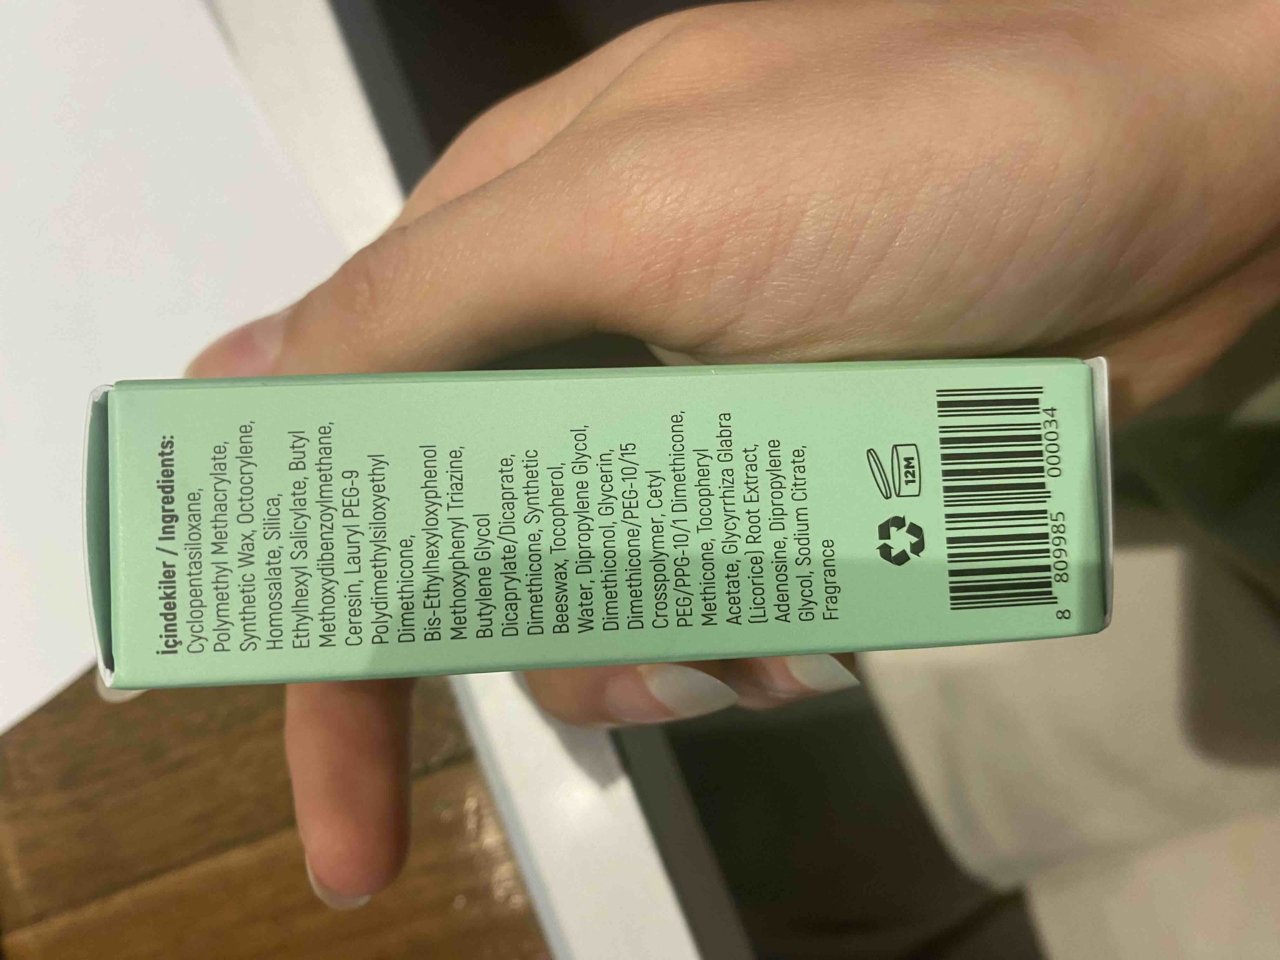 İçindekiler / Ingredients:
Cyclopentasiloxane,
Polymethyl Methacrylate,
Synthetic Wax, Octocrylene,
Homosalate, Silica,
Ethylhexyl Salicylate, Butyl
Methoxydibenzoylmethane,
Ceresin, Lauryl PEG-9
Polydimethylsiloxyethyl
Dimethicone,
Bis-Ethylhexyloxyphenol
Methoxyphenyl Triazine,
Butylene Glycol
Dicaprylate/Dicaprate,
Dimethicone, Synthetic
Beeswax, Tocopherol,
Water, Dipropylene Glycol,
Dimethiconol, Glycerin,
Dimethicone/PEG-10/15
Crosspolymer, Cetyl
PEG/PPG-10/1 Dimethicone,
Methicone, Tocopheryl
Acetate, Glycyrrhiza Glabra
(Licorice) Root Extract,
Adenosine, Dipropylene
Glycol, Sodium Citrate,
Fragrance
12M
8 809985 000034